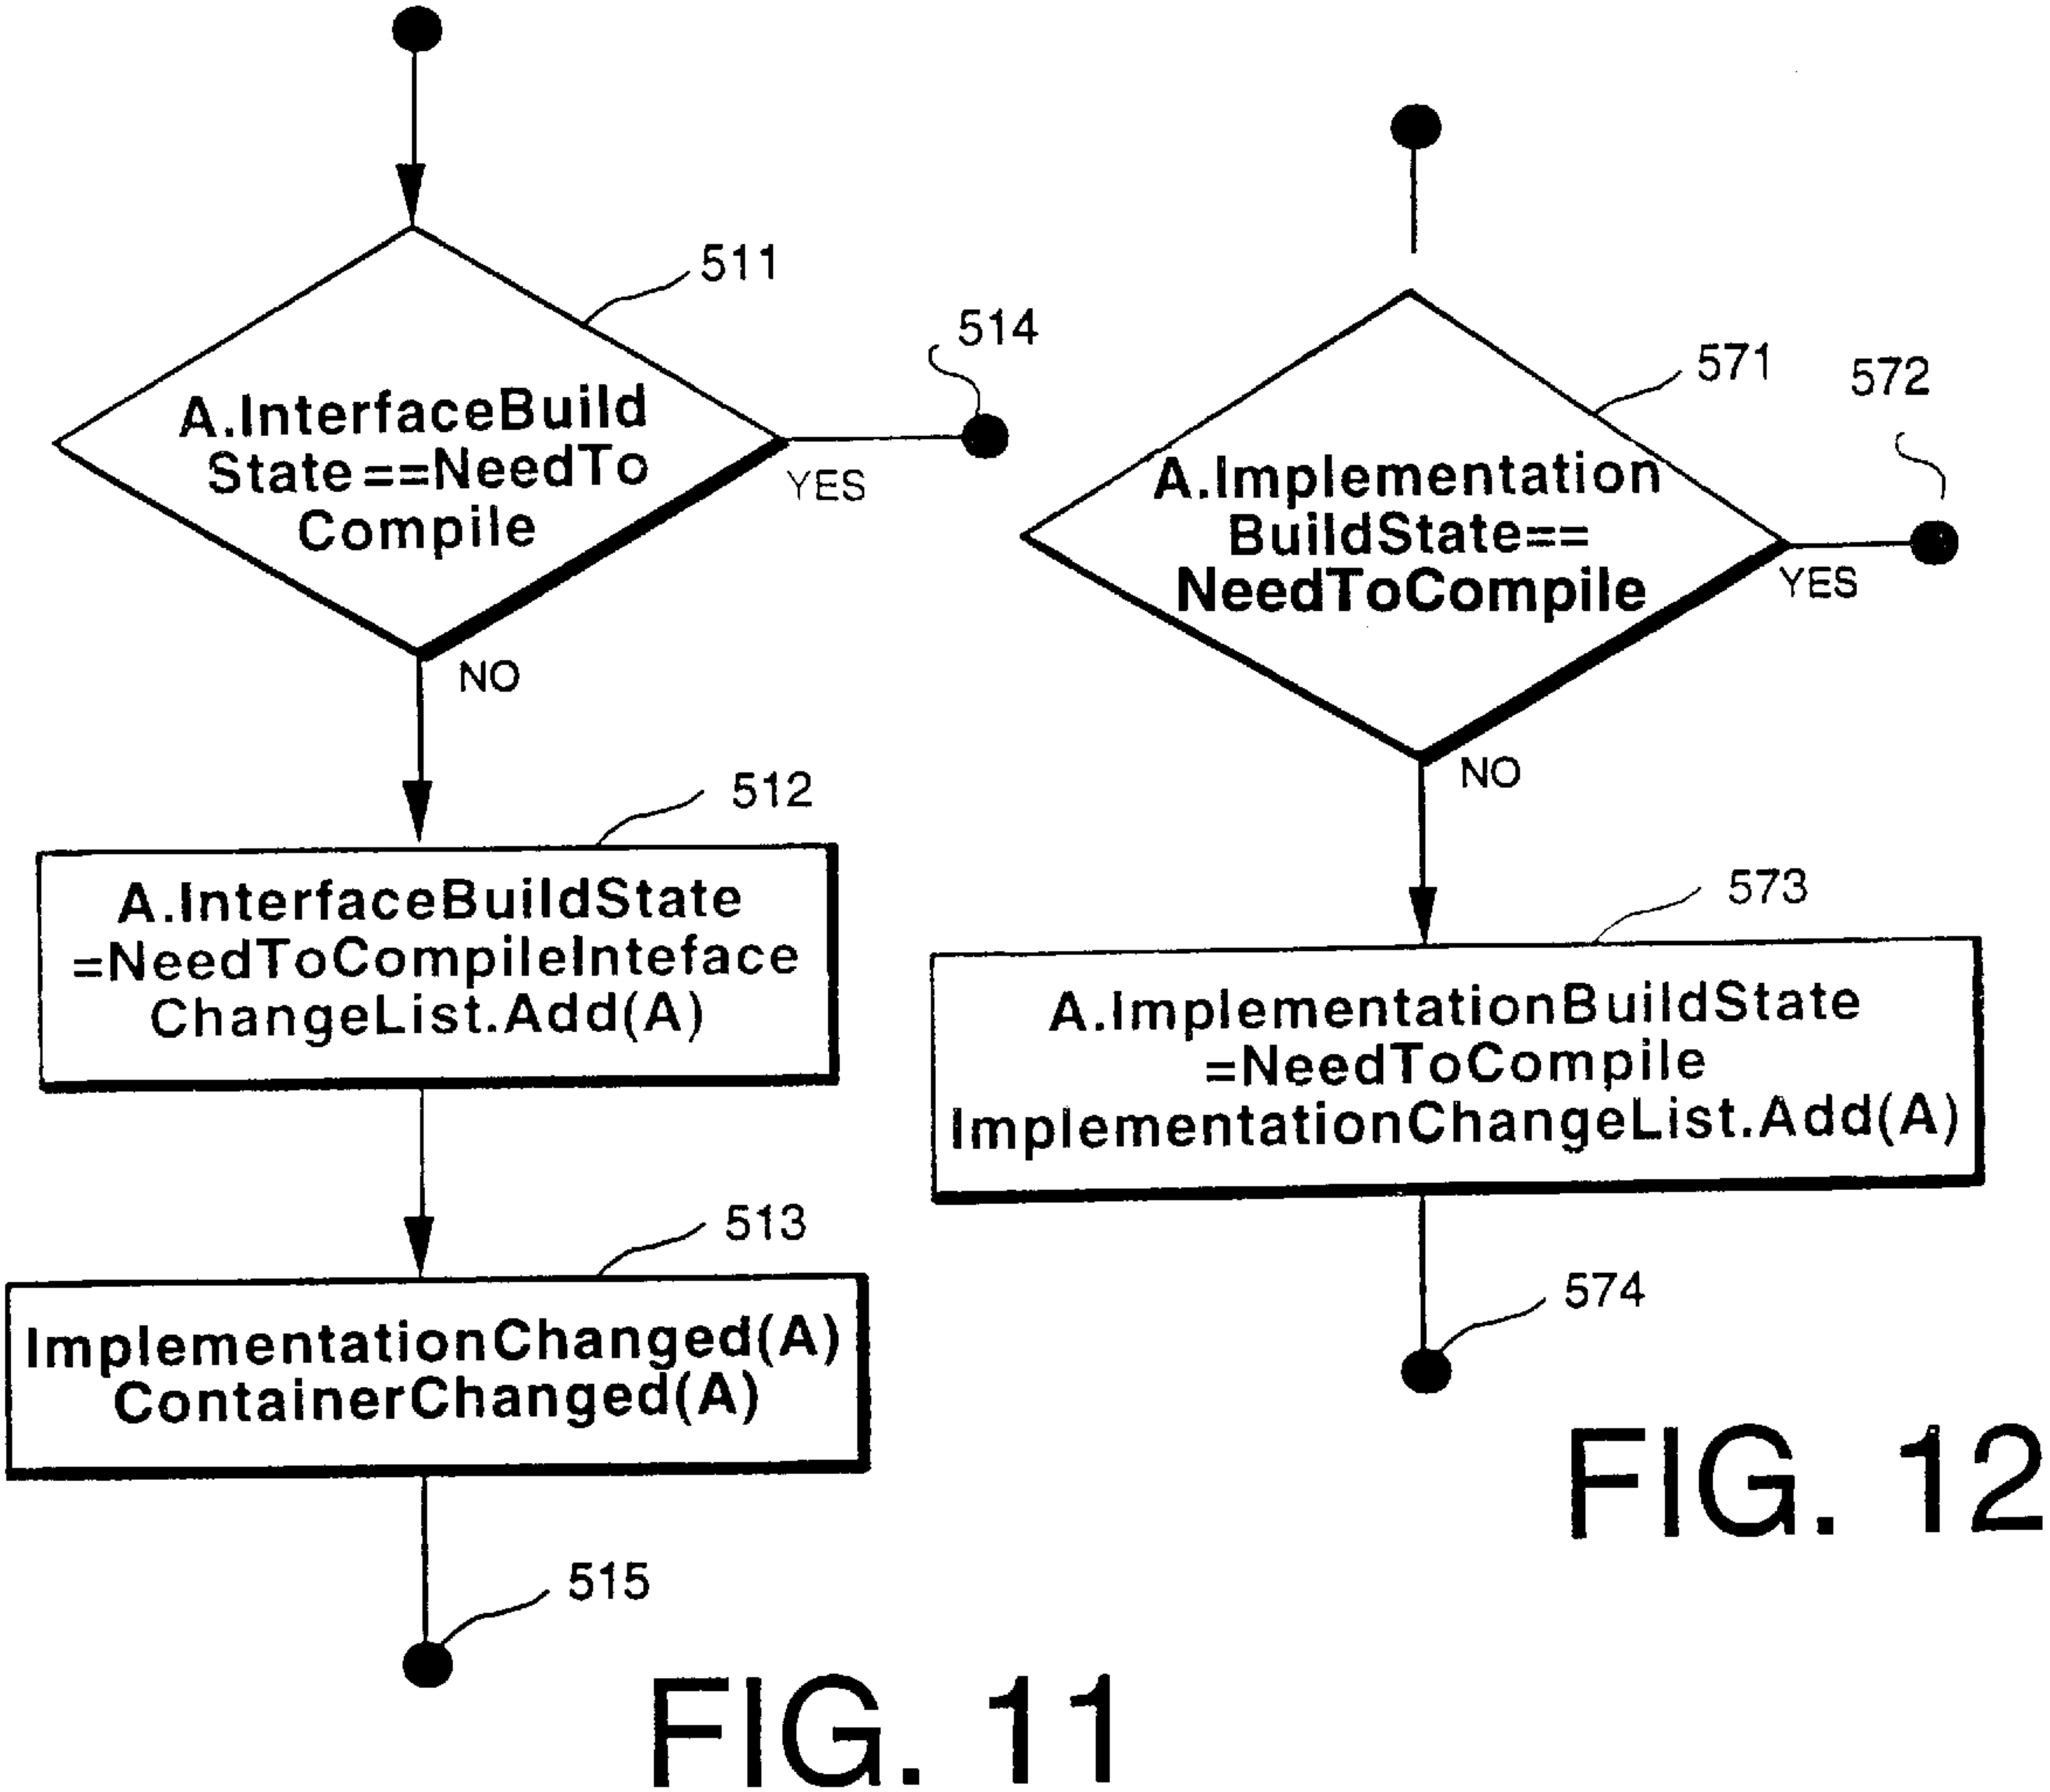 511
A.InterfaceBuild
State==NeedTo
Compile
514
YES
NO
512
A.InterfaceBuildState
=NeedToCompileInteface
ChangeList.Add(A)
513
ImplementationChanged(A)
ContainerChanged(A)
515
FIG. 11
571
572
A.Implementation
BuildState==
NeedToCompile
YES
NO
573
A.ImplementationBuildState
=NeedToCompile
ImplementationChangeList.Add(A)
574
FIG. 12